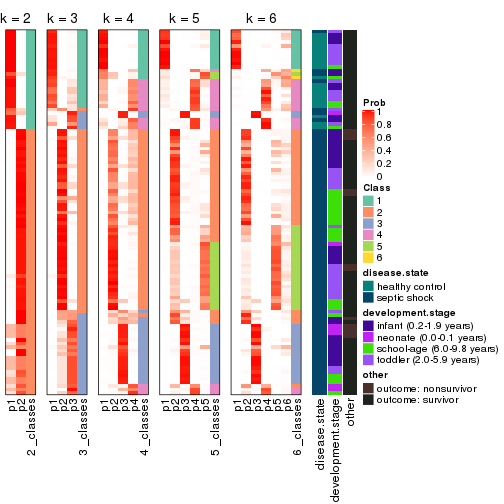 k = 2 k = 3 k = 4 k = 5 k = 6
Prob
1
0.8
0.6
0.4
0.2
0
Class
1
2
3
4
5
6
disease.state
healthy control
septic shock
development.stage
infant (0.2-1.9 years)
neonate (0.0-0.1 years)
school-age (6.0-9.8 years)
toddler (2.0-5.9 years)
other
outcome: nonsurvivor
outcome: survivor
p1
p2
2_classes
p1
p2
p3
3_classes
p1
p2
p3
p4
4_classes
p1
p2
p3
p4
p5
5_classes
p1
p2
p3
p4
p5
p6
6_classes
disease.state
development.stage
other